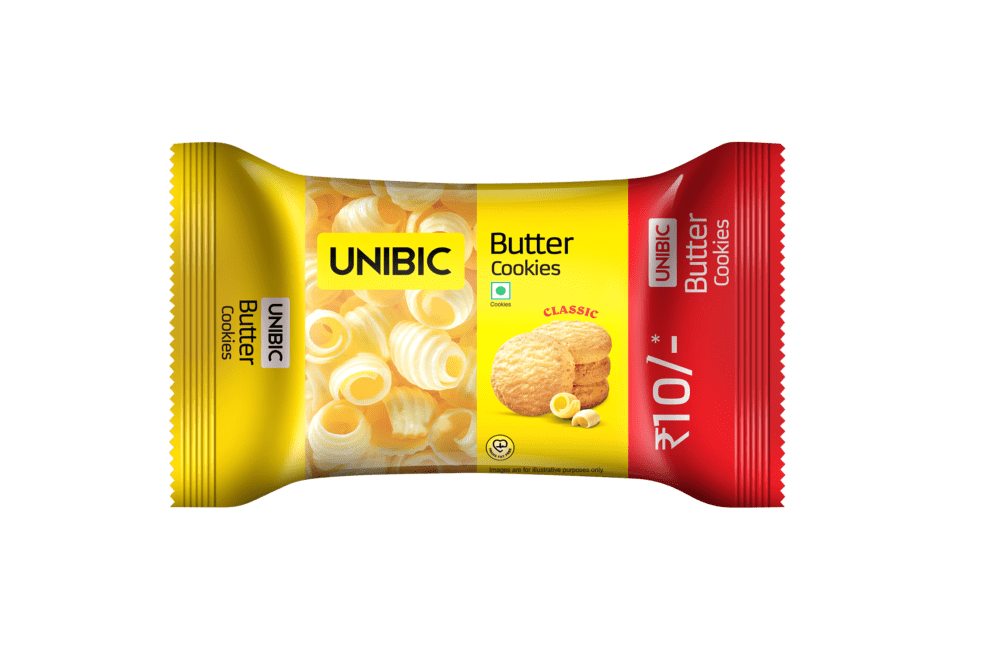 UNIBIC
Butter
Cookies
UNIBIC
Butter
Cookies
Cookies
CLASSIC
Images are for illustrative purposes only.
UNIBIC
Butter
Cookies
₹10/-*